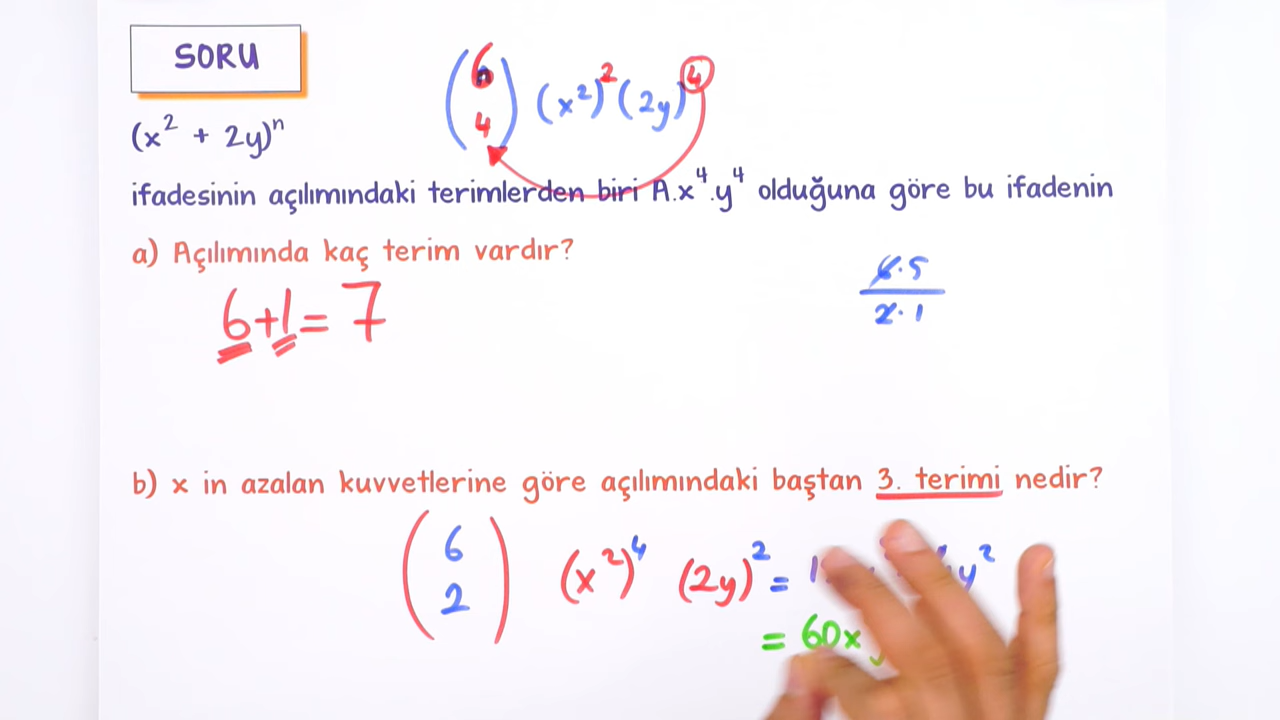 SORU
(6 4) (x²)² (2y)⁴
(x² + 2y)ⁿ
ifadesinin açılımındaki terimlerden biri A.x⁴.y⁴ olduğuna göre bu ifadenin
a) Açılımında kaç terim vardır?
6+1=7
6·5
2·1
b) x in azalan kuvvetlerine göre açılımındaki baştan 3. terimi nedir?
(6 2) (x²)⁴ (2y)² = y²
= 60x